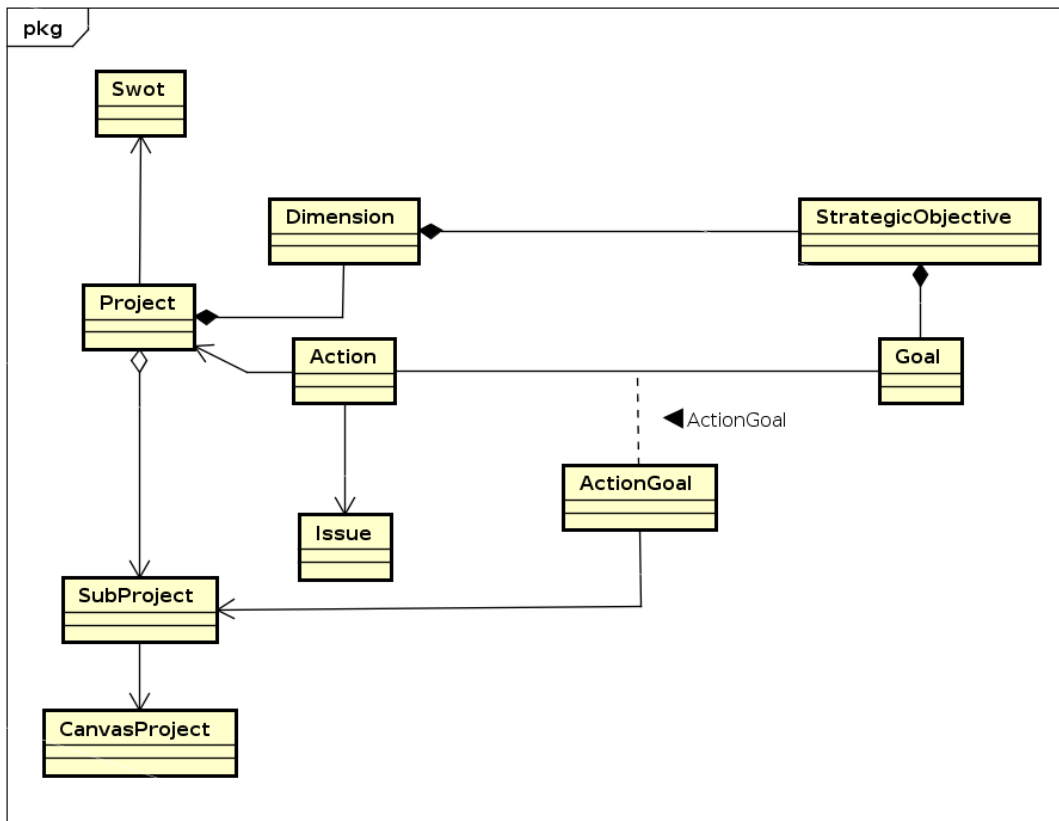 pkg
Swot
Dimension
StrategicObjective
Project
Action
Goal
ActionGoal
ActionGoal
Issue
SubProject
CanvasProject